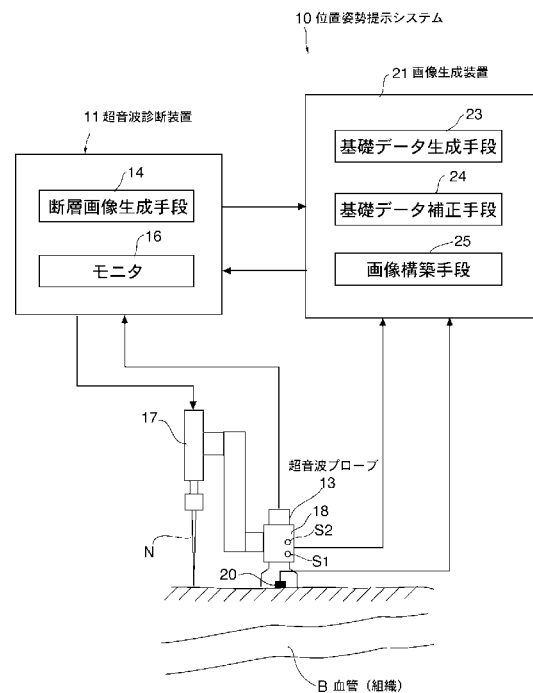 10 位置姿勢提示システム
21 画像生成装置
11 超音波診断装置
23
基礎データ生成手段
14
断層画像生成手段
24
基礎データ補正手段
16
モニタ
25
画像構築手段
17
超音波プローブ
13
18
S2
N
S1
20
B 血管（組織）